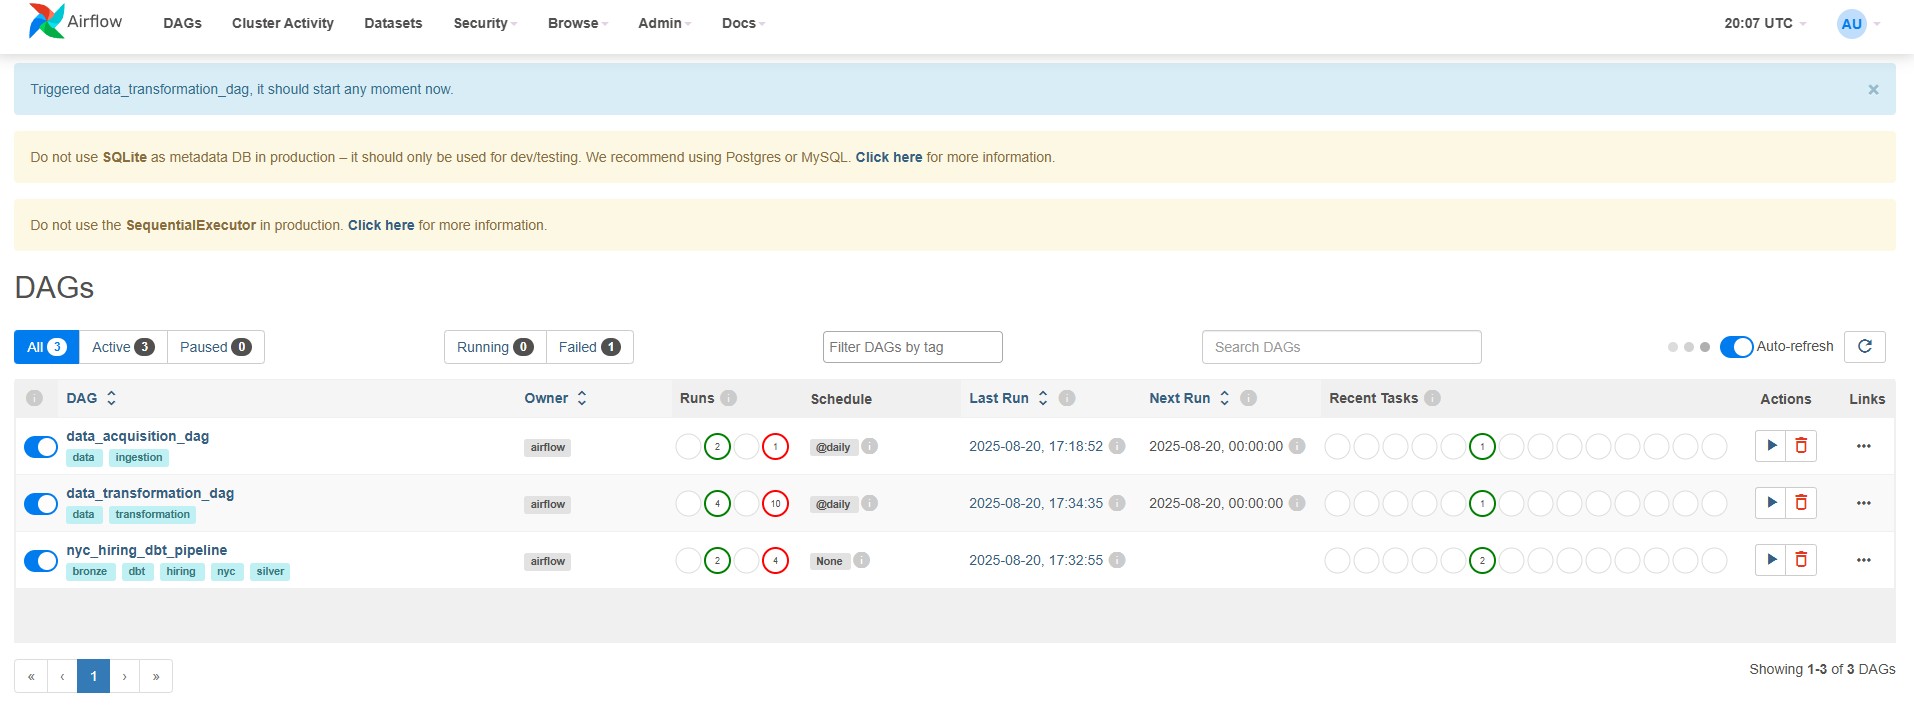 Airflow DAGs Cluster Activity Datasets Security Browse Admin Docs 20:07 UTC AU
Triggered data_transformation_dag, it should start any moment now. ×
Do not use SQLite as metadata DB in production – it should only be used for dev/testing. We recommend using Postgres or MySQL. Click here for more information.
Do not use the SequentialExecutor in production. Click here for more information.
DAGs
All 3 Active 3 Paused 0 Running 0 Failed 1 Filter DAGs by tag Search DAGs Auto-refresh
i DAG Owner Runs i Schedule Last Run i Next Run i Recent Tasks i Actions Links
data_acquisition_dag
airflow 2 1 @daily i 2025-08-20, 17:18:52 i 2025-08-20, 00:00:00 i 1
data ingestion
data_transformation_dag
airflow 4 10 @daily i 2025-08-20, 17:34:35 i 2025-08-20, 00:00:00 i 1
data transformation
nyc_hiring_dbt_pipeline
airflow 2 4 None i 2025-08-20, 17:32:55 i 2
bronze dbt hiring nyc silver
« ‹ 1 › » Showing 1-3 of 3 DAGs